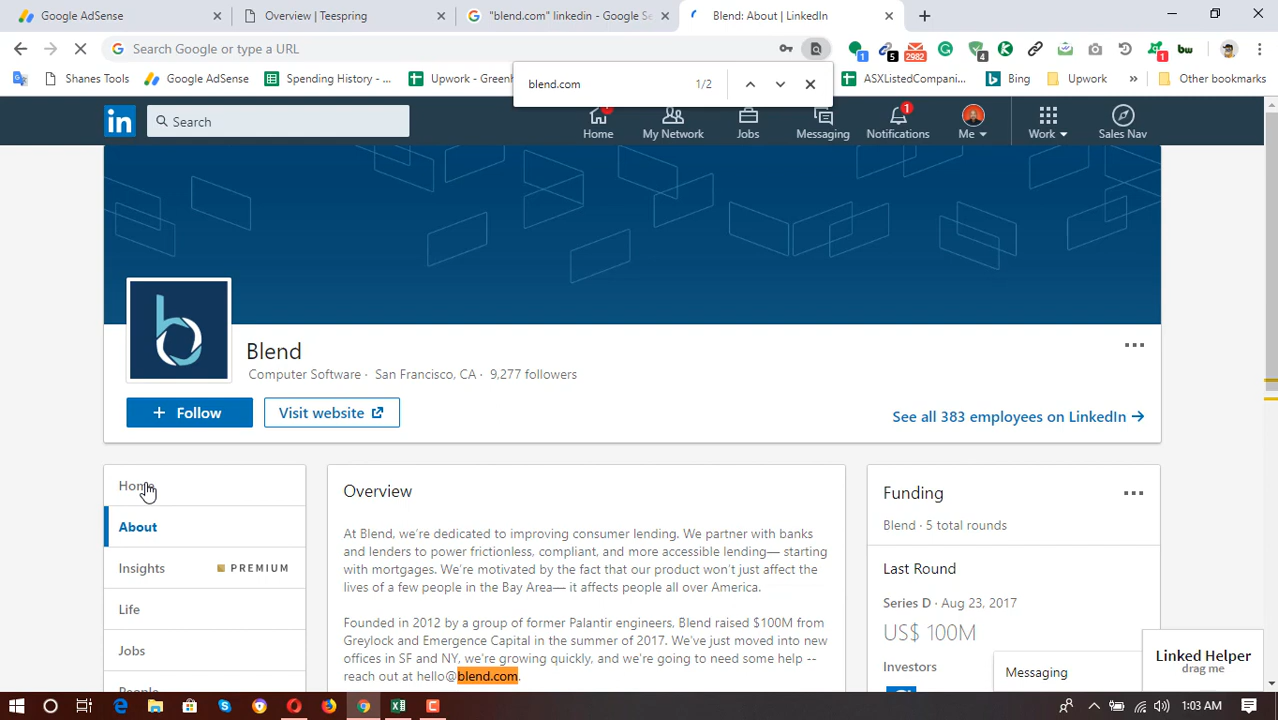 Google AdSense
Overview | Teespring
"blend.com" linkedin - Google Se
Blend: About | LinkedIn
Search Google or type a URL
1
5
2982
4
1
bw
Shanes Tools
Google AdSense
Spending History -
Upwork - Greenh
blend.com
1/2
ASXListedCompani...
Bing
Upwork
»
Other bookmarks
in
Search
Home
My Network
Jobs
Messaging
1
Notifications
Me
Work
Sales Nav
Blend
Computer Software · San Francisco, CA · 9,277 followers
+ Follow
Visit website
See all 383 employees on LinkedIn →
Home
About
Insights
PREMIUM
Life
Jobs
People
Overview
At Blend, we're dedicated to improving consumer lending. We partner with banks
and lenders to power frictionless, compliant, and more accessible lending— starting
with mortgages. We're motivated by the fact that our product won't just affect the
lives of a few people in the Bay Area— it affects people all over America.
Founded in 2012 by a group of former Palantir engineers, Blend raised $100M from
Greylock and Emergence Capital in the summer of 2017. We've just moved into new
offices in SF and NY, we're growing quickly, and we're going to need some help --
reach out at hello@blend.com.
Funding
Blend · 5 total rounds
Last Round
Series D · Aug 23, 2017
US$ 100M
Investors
Messaging
Linked Helper
drag me
1:03 AM